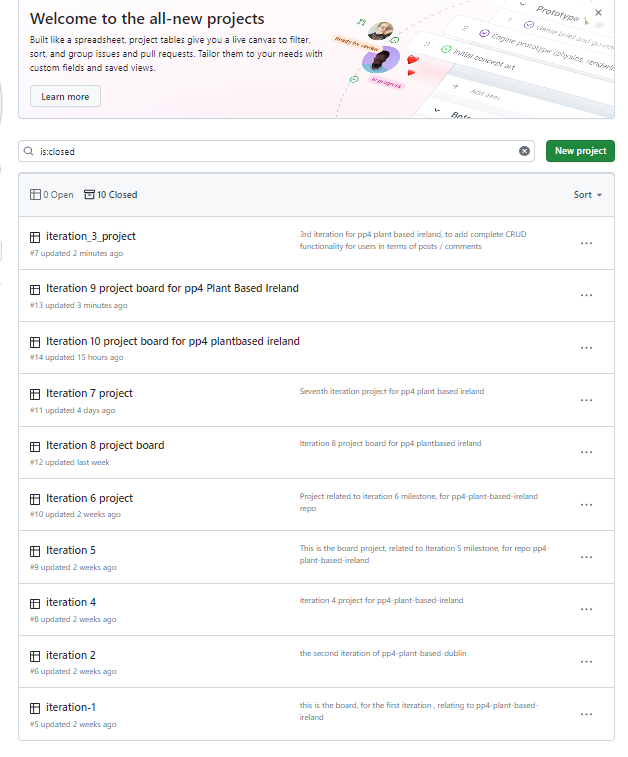 Welcome to the all-new projects
Built like a spreadsheet, project tables give you a live canvas to filter,
sort, and group issues and pull requests. Tailor them to your needs with
custom fields and saved views.
Learn more
Ready for review
In progress
Prototype
1
Genre brief and
2
Engine prototype (physics, rendering
3
Initial concept art
+ Add item
is:closed
New project
0 Open
10 Closed
Sort
iteration_3_project
#7 updated 2 minutes ago
3rd iteration for pp4 plant based ireland, to add complete CRUD
functionality for users in terms of posts / comments
Iteration 9 project board for pp4 Plant Based Ireland
#13 updated 3 minutes ago
Iteration 10 project board for pp4 plantbased ireland
#14 updated 15 hours ago
Iteration 7 project
#11 updated 4 days ago
Seventh iteration project for pp4 plant based ireland
Iteration 8 project board
#12 updated last week
Iteration 8 project board for pp4 plantbased ireland
Iteration 6 project
#10 updated 2 weeks ago
Project related to iteration 6 milestone, for pp4-plant-based-ireland
repo
Iteration 5
#9 updated 2 weeks ago
This is the board project, related to Iteration 5 milestone, for repo pp4-
plant-based-ireland
iteration 4
#8 updated 2 weeks ago
iteration 4 project for pp4-plant-based-ireland
iteration 2
#6 updated 2 weeks ago
the second iteration of pp4-plant-based-dublin
iteration-1
#5 updated 2 weeks ago
this is the board, for the first iteration , relating to pp4-plant-based-
ireland